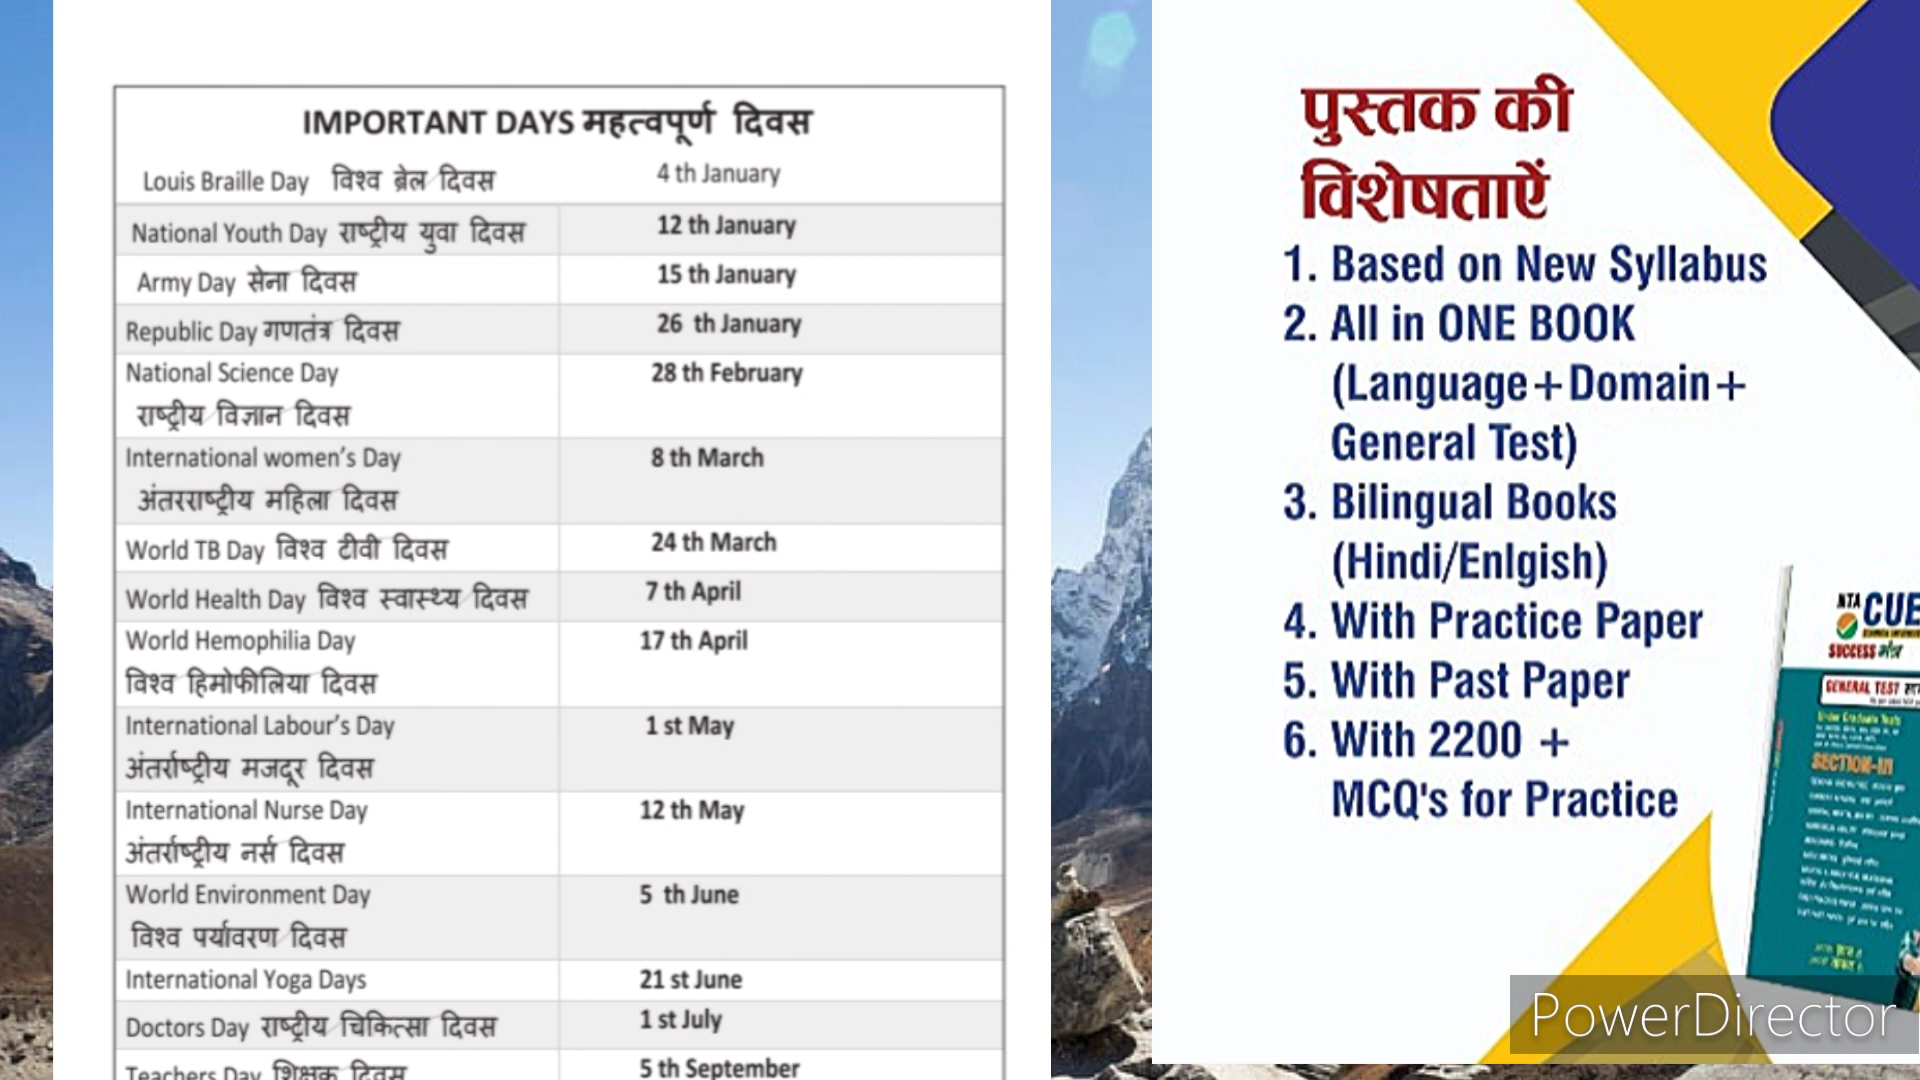 IMPORTANT DAYS महत्वपूर्ण दिवस
Louis Braille Day विश्व ब्रेल दिवस 4 th January
National Youth Day राष्ट्रीय युवा दिवस 12 th January
Army Day सेना दिवस 15 th January
Republic Day गणतंत्र दिवस 26 th January
National Science Day 28 th February
राष्ट्रीय विज्ञान दिवस
International women's Day 8 th March
अंतरराष्ट्रीय महिला दिवस
World TB Day विश्व टीवी दिवस 24 th March
World Health Day विश्व स्वास्थ्य दिवस 7 th April
World Hemophilia Day 17 th April
विश्व हिमोफीलिया दिवस
International Labour's Day 1 st May
अंतर्राष्ट्रीय मजदूर दिवस
International Nurse Day 12 th May
अंतर्राष्ट्रीय नर्स दिवस
World Environment Day 5 th June
विश्व पर्यावरण दिवस
International Yoga Days 21 st June
Doctors Day राष्ट्रीय चिकित्सा दिवस 1 st July
Teachers Day शिक्षक दिवस 5 th September
पुस्तक की
विशेषताऐं
1. Based on New Syllabus
2. All in ONE BOOK
(Language+Domain+
General Test)
3. Bilingual Books
(Hindi/Enlgish)
4. With Practice Paper
5. With Past Paper
6. With 2200 +
MCQ's for Practice
NTA CUE
SUCCESS मंत्र
GENERAL TEST
Under Graduate Tests
SECTION-III
PowerDirector